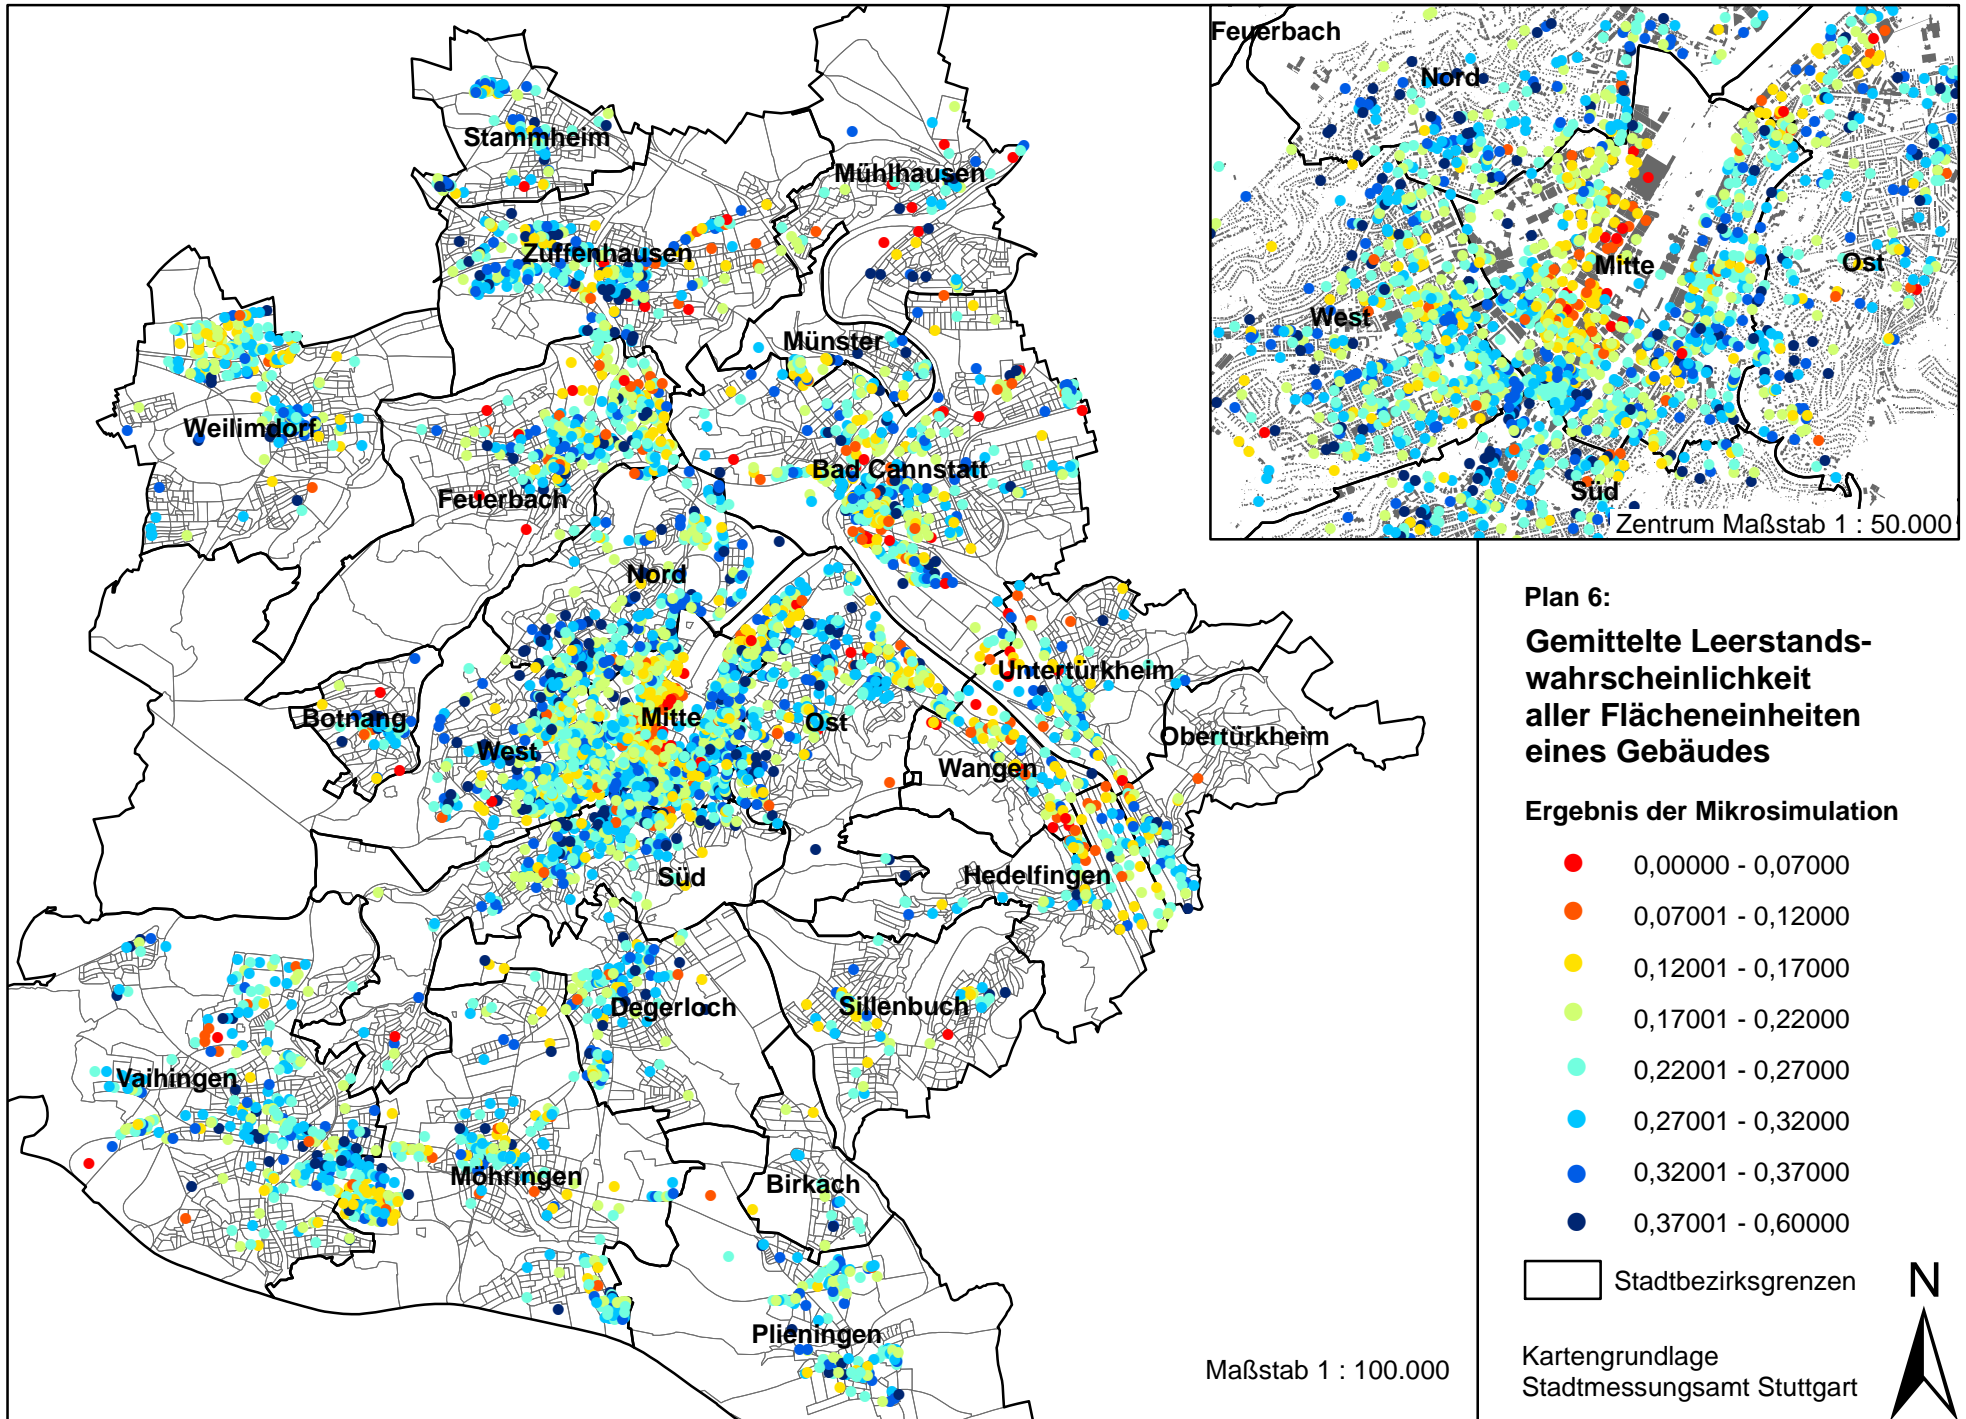 Stammheim
Mühlhausen
Zuffenhausen
Münster
Weilimdorf
Bad Cannstatt
Feuerbach
Nord
Untertürkheim
Botnang
Mitte
Ost
West
Obertürkheim
Wangen
Süd
Hedelfingen
Degerloch
Sillenbuch
Vaihingen
Möhringen
Birkach
Plieningen
Maßstab 1 : 100.000
Feuerbach
Nord
Mitte
Ost
West
Süd
Zentrum Maßstab 1 : 50.000
Plan 6:
Gemittelte Leerstands-
wahrscheinlichkeit
aller Flächeneinheiten
eines Gebäudes
Ergebnis der Mikrosimulation
0,00000 - 0,07000
0,07001 - 0,12000
0,12001 - 0,17000
0,17001 - 0,22000
0,22001 - 0,27000
0,27001 - 0,32000
0,32001 - 0,37000
0,37001 - 0,60000
Stadtbezirksgrenzen
N
Kartengrundlage
Stadtmessungsamt Stuttgart